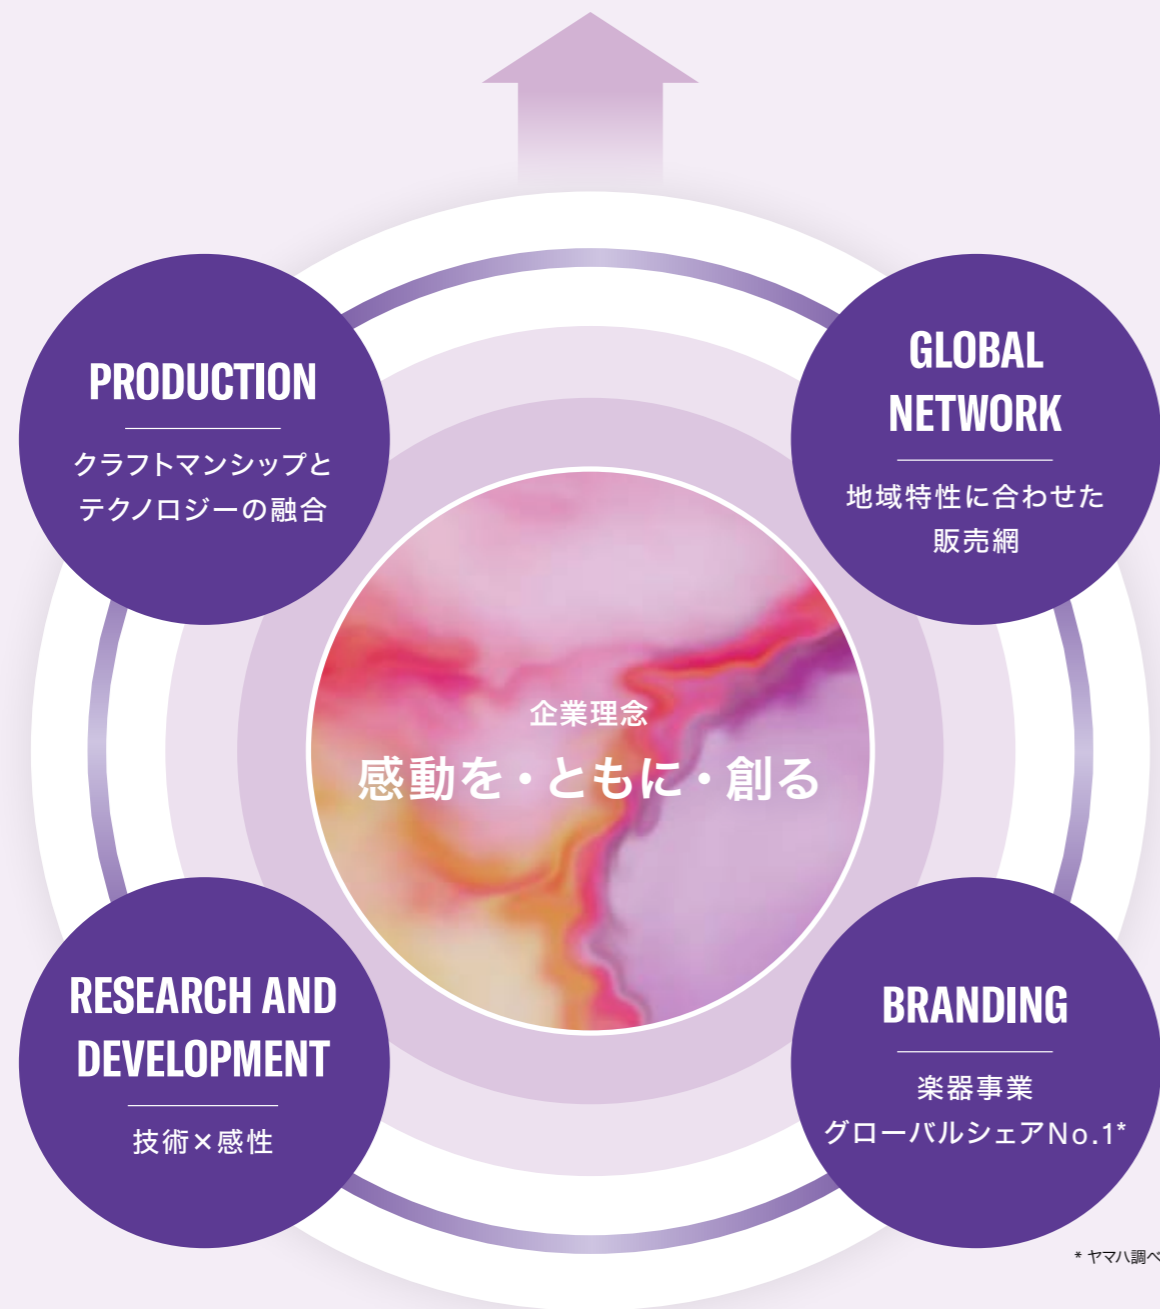 PRODUCTION
クラフトマンシップと
テクノロジーの融合
GLOBAL
NETWORK
地域特性に合わせた
販売網
企業理念
感動を・ともに・創る
RESEARCH AND
DEVELOPMENT
技術×感性
BRANDING
楽器事業
グローバルシェアNo.1*
* ヤマハ調べ